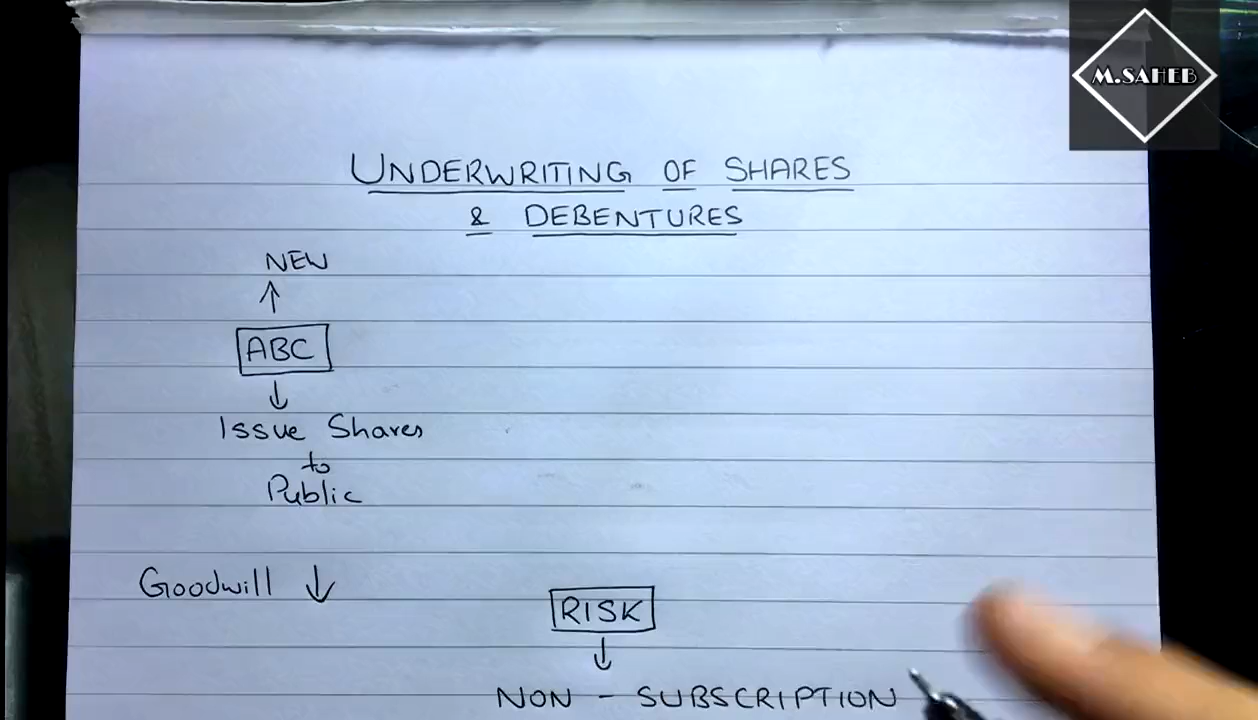 M.SAHEB
UNDERWRITING OF SHARES
& DEBENTURES
NEW
↑
ABC
↓
Issue Shares
to
Public
Goodwill ↓
RISK
↓
NON - SUBSCRIPTION